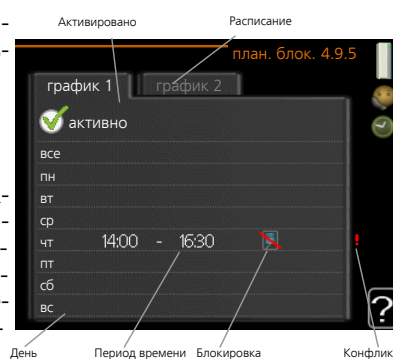 Активировано Расписание
план. блок. 4.9.5
график 1 график 2
активно
все
пн
вт
ср
чт 14:00 - 16:30 !
пт
сб
вс
?
День Период времени Блокировка Конфлик